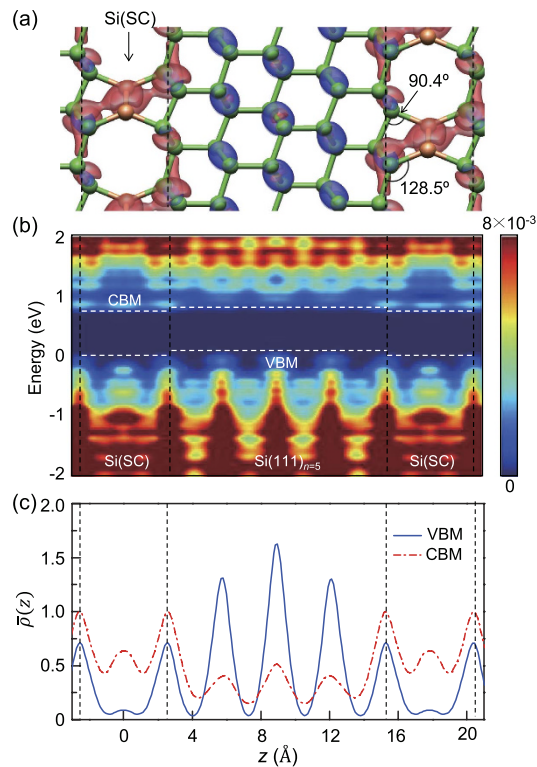 (a)
Si(SC)
90.4º
128.5º
(b)
8×10⁻³
2
1
0
-1
-2
Energy (eV)
CBM
VBM
Si(SC)
Si(111)n=5
Si(SC)
0
(c)
2.0
1.5
1.0
0.5
0
ρ̄(z)
VBM
CBM
0
4
8
12
16
20
z (Å)